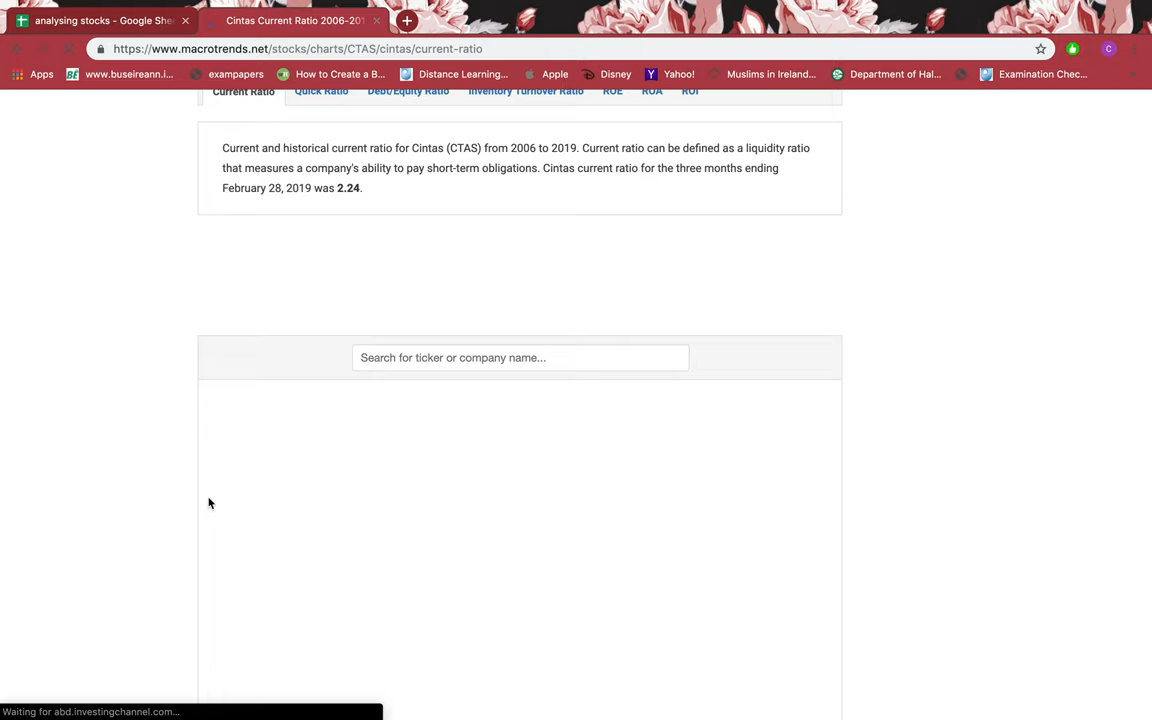 analysing stocks - Google She
Cintas Current Ratio 2006-201
https://www.macrotrends.net/stocks/charts/CTAS/cintas/current-ratio
C
Apps
BÉ www.buseireann.i...
exampapers
How to Create a B...
Distance Learning...
Apple
Disney
Yahoo!
Muslims in Ireland...
Department of Hal...
Examination Chec...
Current Ratio
Quick Ratio
Debt/Equity Ratio
Inventory Turnover Ratio
ROE
ROA
ROI
Current and historical current ratio for Cintas (CTAS) from 2006 to 2019. Current ratio can be defined as a liquidity ratio
that measures a company's ability to pay short-term obligations. Cintas current ratio for the three months ending
February 28, 2019 was 2.24.
Search for ticker or company name...
Waiting for abd.investingchannel.com...